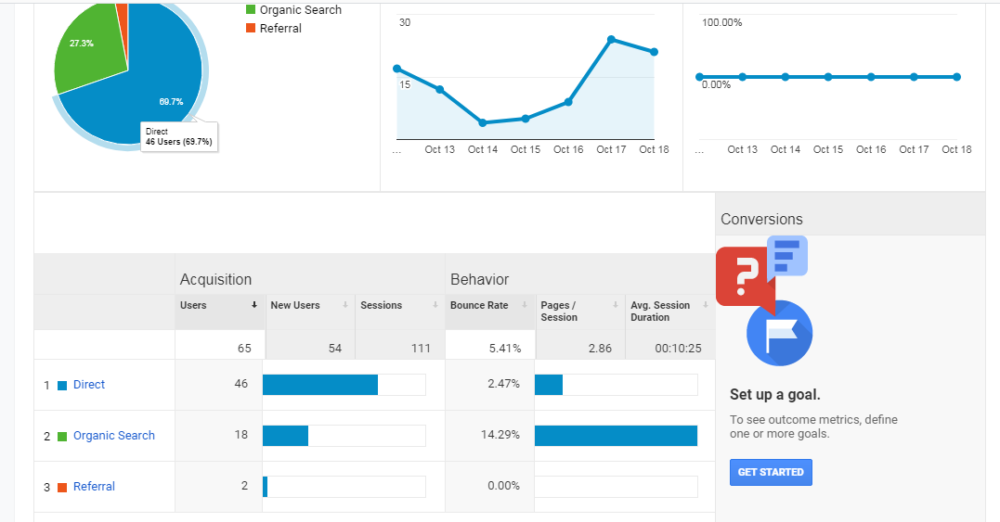 Organic Search
Referral
27.3%
69.7%
Direct
46 Users (69.7%)
30
15
... Oct 13 Oct 14 Oct 15 Oct 16 Oct 17 Oct 18
100.00%
0.00%
... Oct 13 Oct 14 Oct 15 Oct 16 Oct 17 Oct 18
Conversions
Acquisition Behavior
Users New Users Sessions Bounce Rate Pages / Session Avg. Session Duration
65 54 111 5.41% 2.86 00:10:25
1 Direct 46 2.47%
2 Organic Search 18 14.29%
3 Referral 2 0.00%
?
Set up a goal.
To see outcome metrics, define
one or more goals.
GET STARTED